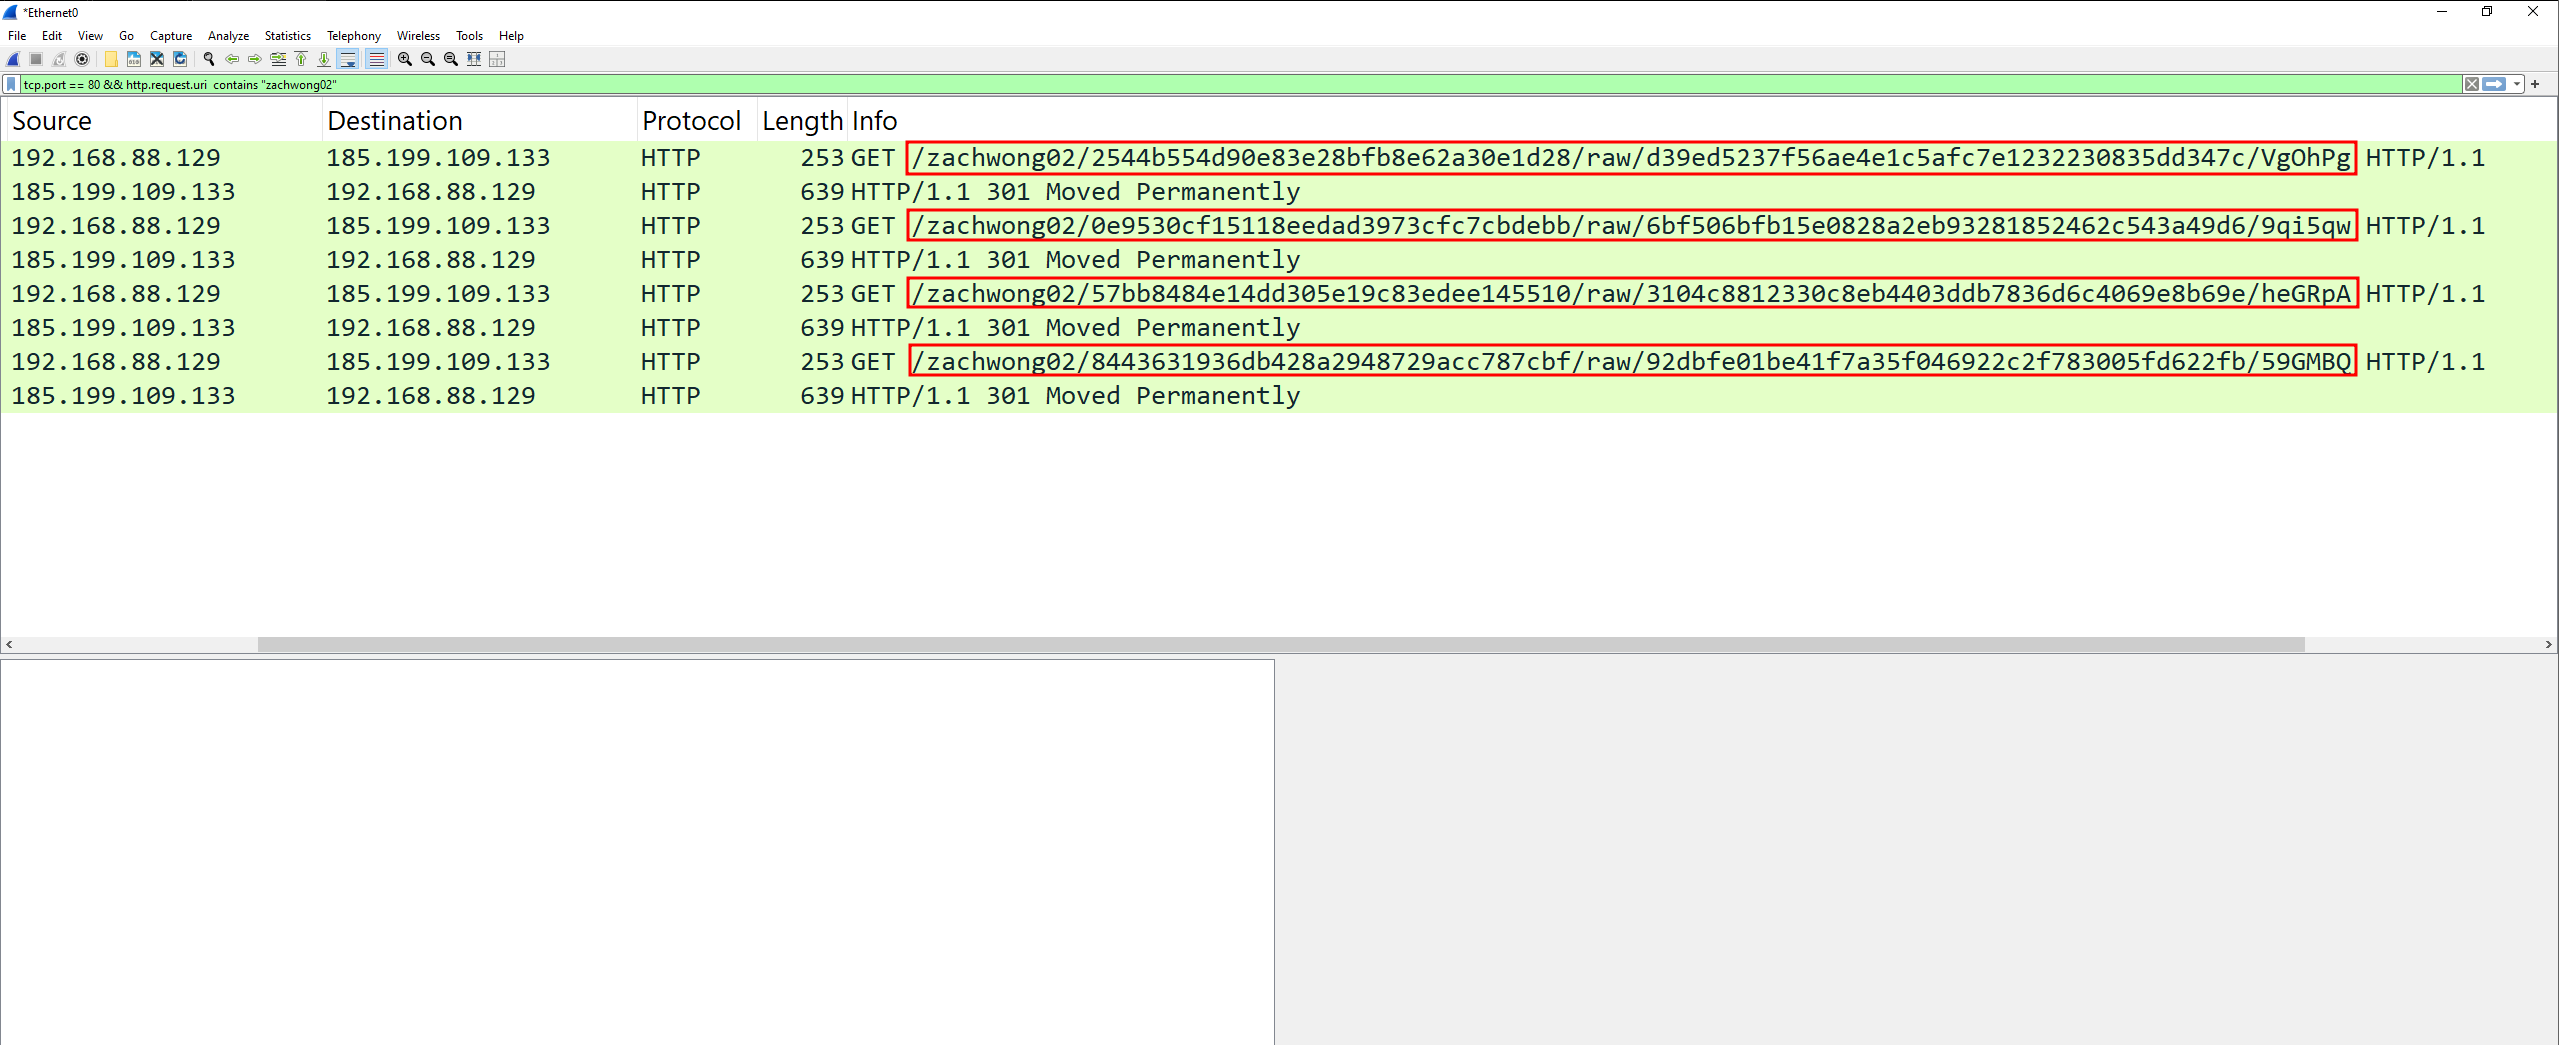 *Ethernet0
File Edit View Go Capture Analyze Statistics Telephony Wireless Tools Help
tcp.port == 80 && http.request.uri  contains "zachwong02"
Source Destination Protocol Length Info
192.168.88.129 185.199.109.133 HTTP 253 GET /zachwong02/2544b554d90e83e28bfb8e62a30e1d28/raw/d39ed5237f56ae4e1c5afc7e1232230835dd347c/VgOhPg HTTP/1.1
185.199.109.133 192.168.88.129 HTTP 639 HTTP/1.1 301 Moved Permanently
192.168.88.129 185.199.109.133 HTTP 253 GET /zachwong02/0e9530cf15118eedad3973cfc7cbdebb/raw/6bf506bfb15e0828a2eb93281852462c543a49d6/9qi5qw HTTP/1.1
185.199.109.133 192.168.88.129 HTTP 639 HTTP/1.1 301 Moved Permanently
192.168.88.129 185.199.109.133 HTTP 253 GET /zachwong02/57bb8484e14dd305e19c83edee145510/raw/3104c8812330c8eb4403ddb7836d6c4069e8b69e/heGRpA HTTP/1.1
185.199.109.133 192.168.88.129 HTTP 639 HTTP/1.1 301 Moved Permanently
192.168.88.129 185.199.109.133 HTTP 253 GET /zachwong02/8443631936db428a2948729acc787cbf/raw/92dbfe01be41f7a35f046922c2f783005fd622fb/59GMBQ HTTP/1.1
185.199.109.133 192.168.88.129 HTTP 639 HTTP/1.1 301 Moved Permanently